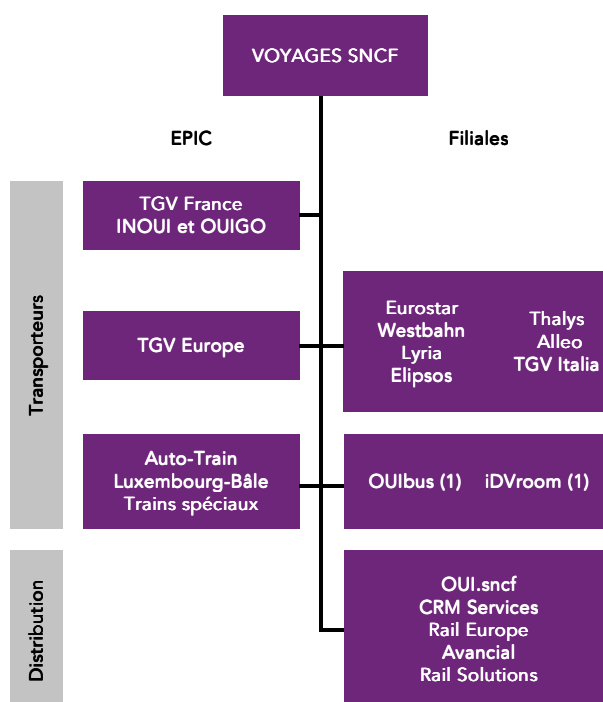 VOYAGES SNCF
EPIC
Filiales
Transporteurs
TGV France
INOUI et OUIGO
TGV Europe
Eurostar
Westbahn
Lyria
Elipsos
Thalys
Alleo
TGV Italia
Auto-Train
Luxembourg-Bâle
Trains spéciaux
OUIbus (1)
iDVroom (1)
Distribution
OUI.sncf
CRM Services
Rail Europe
Avancial
Rail Solutions